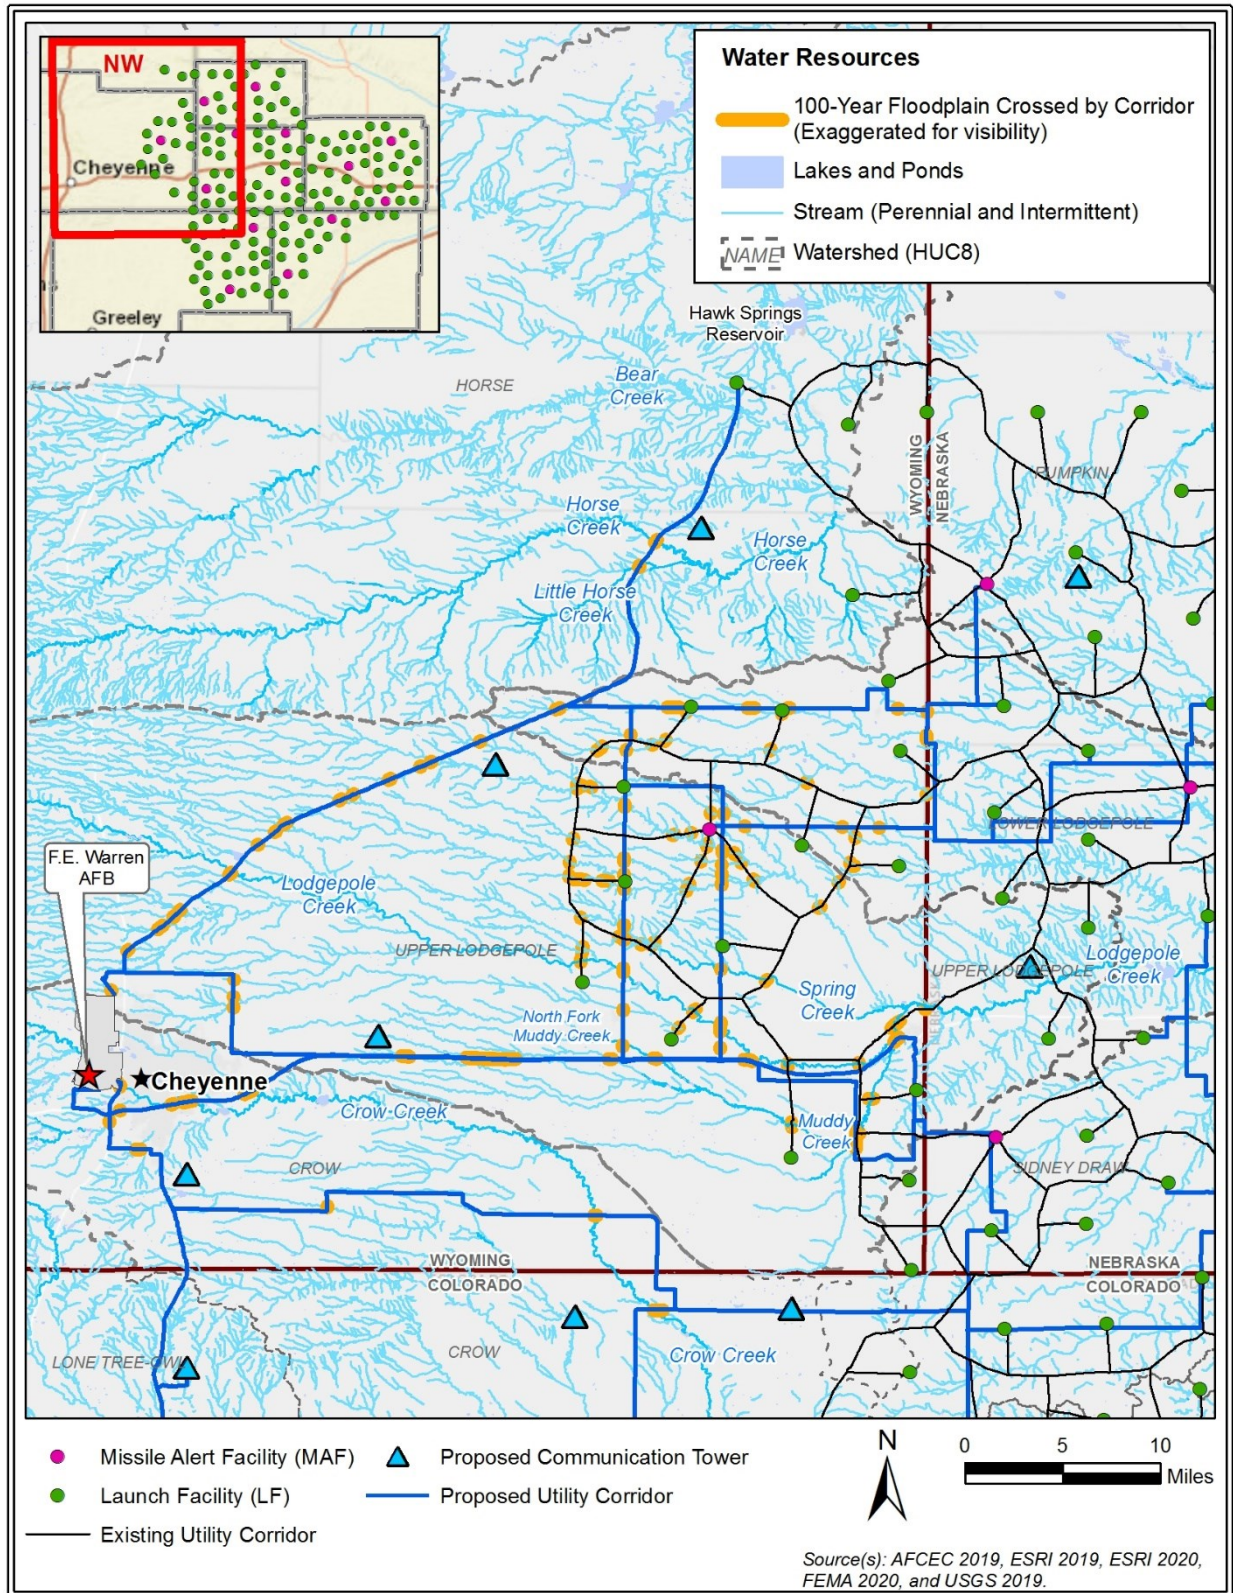 NW
Cheyenne
Greeley
Water Resources
100-Year Floodplain Crossed by Corridor
(Exaggerated for visibility)
Lakes and Ponds
Stream (Perennial and Intermittent)
NAME
Watershed (HUC8)
Hawk Springs
Reservoir
HORSE
Bear
Creek
WYOMING
NEBRASKA
PUMPKIN
Horse
Creek
Horse
Creek
Little Horse
Creek
LOWER LODGEPOLE
F.E. Warren
AFB
Lodgepole
Creek
UPPER LODGEPOLE
UPPER LODGEPOLE
Lodgepole
Creek
Spring
Creek
North Fork
Muddy Creek
Cheyenne
Crow Creek
Muddy
Creek
CROW
SIDNEY DRAW
WYOMING
COLORADO
NEBRASKA
COLORADO
LONE TREE-OWL
CROW
Crow Creek
Missile Alert Facility (MAF)
Proposed Communication Tower
Launch Facility (LF)
Proposed Utility Corridor
Existing Utility Corridor
N
0 5 10
Miles
Source(s): AFCEC 2019, ESRI 2019, ESRI 2020,
FEMA 2020, and USGS 2019.